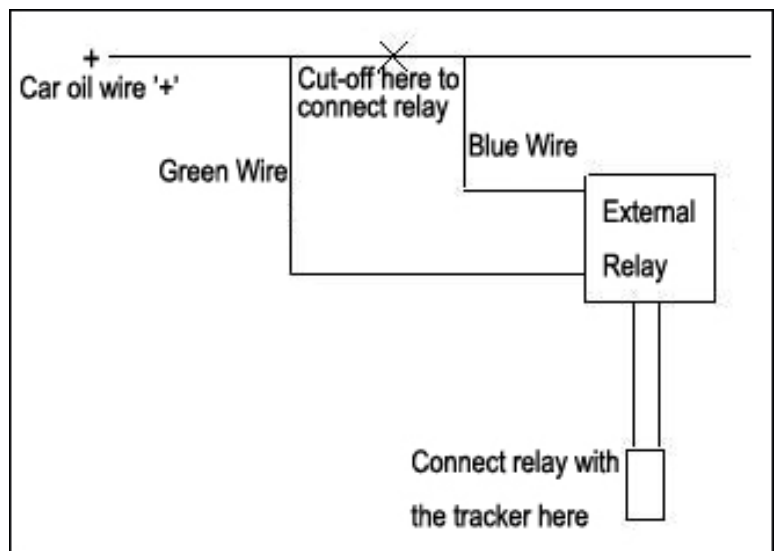 +
Car oil wire '+'
Cut-off here to
connect relay
Green Wire
Blue Wire
External
Relay
Connect relay with
the tracker here